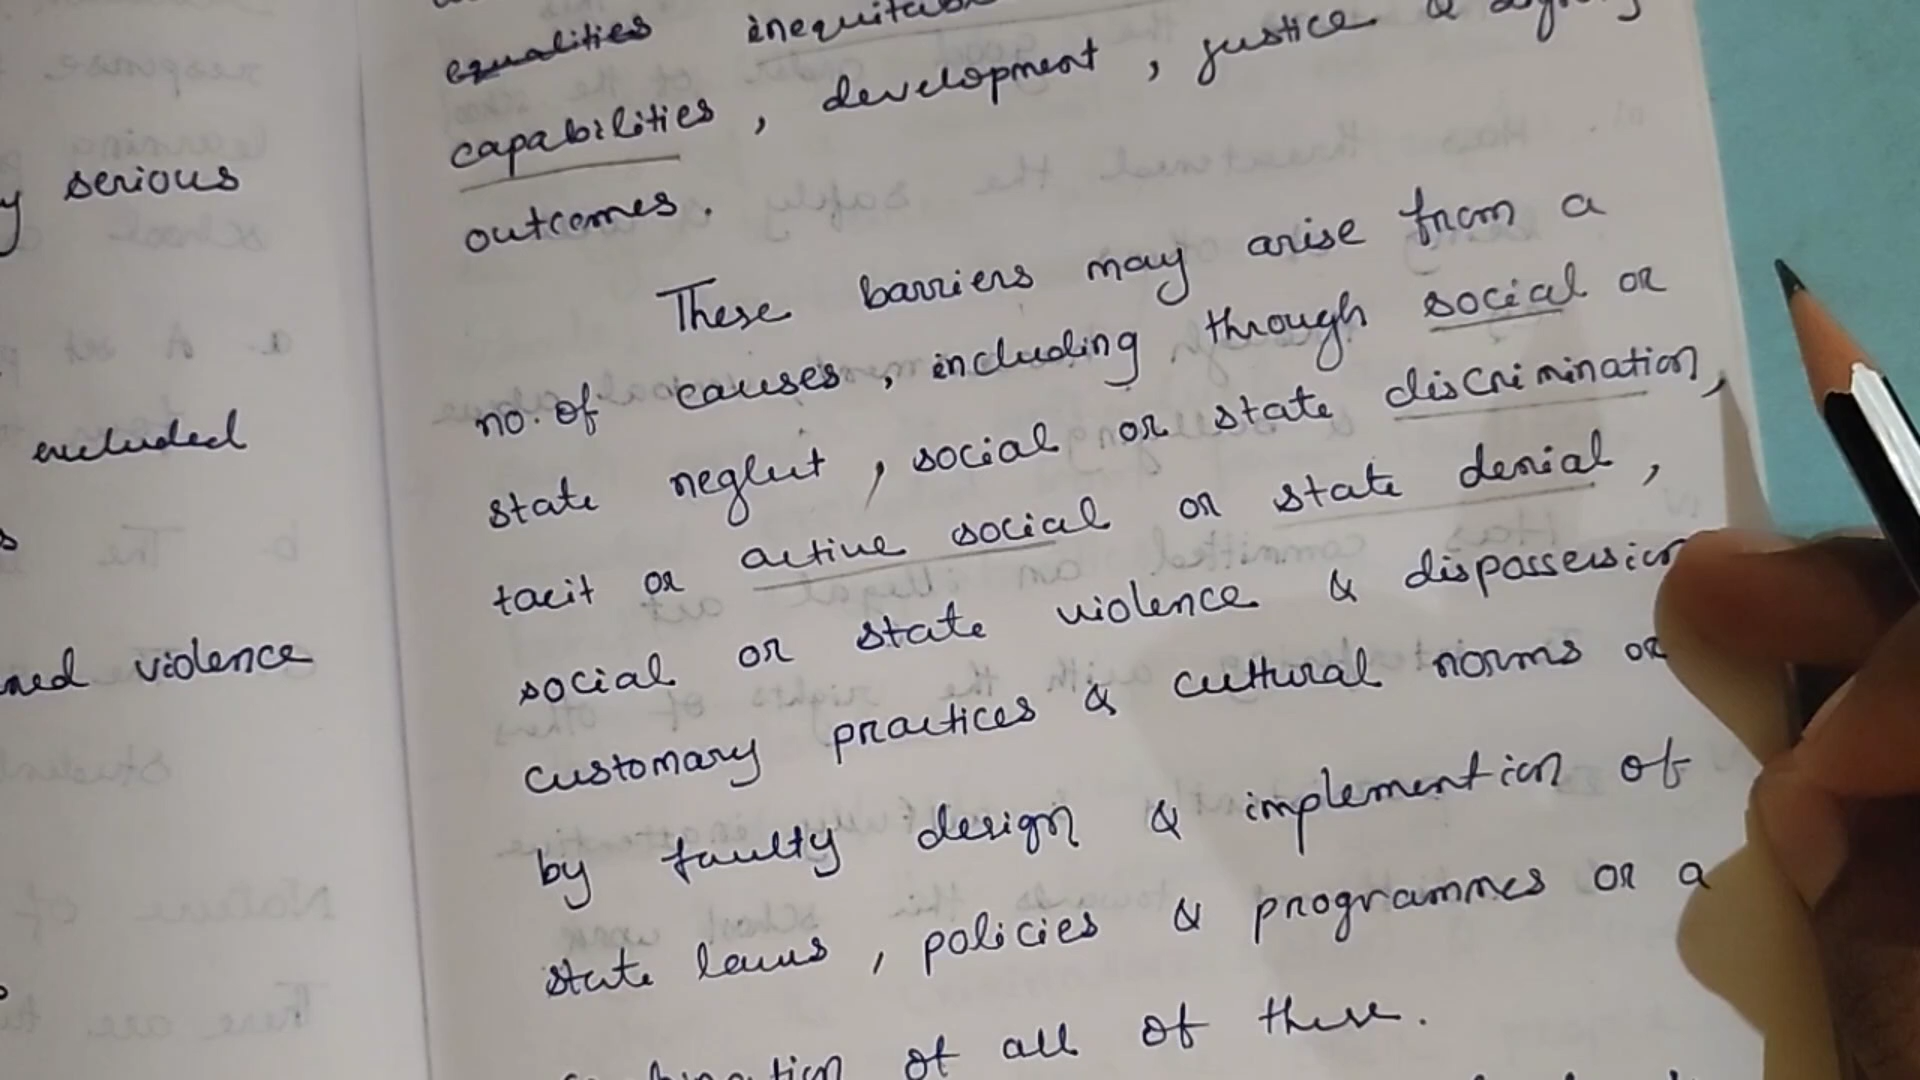 serious
excluded
violence
equalities
capabilities, development, justice &
outcomes.
These barriers may arise from a
no. of causes, including through social or
state neglect, social or state discrimination,
tacit or active social or state denial,
social or state violence & dispossession
customary practices & cultural norms or
by faulty design & implemention of
state laws, policies & programmes or a
of all of these.